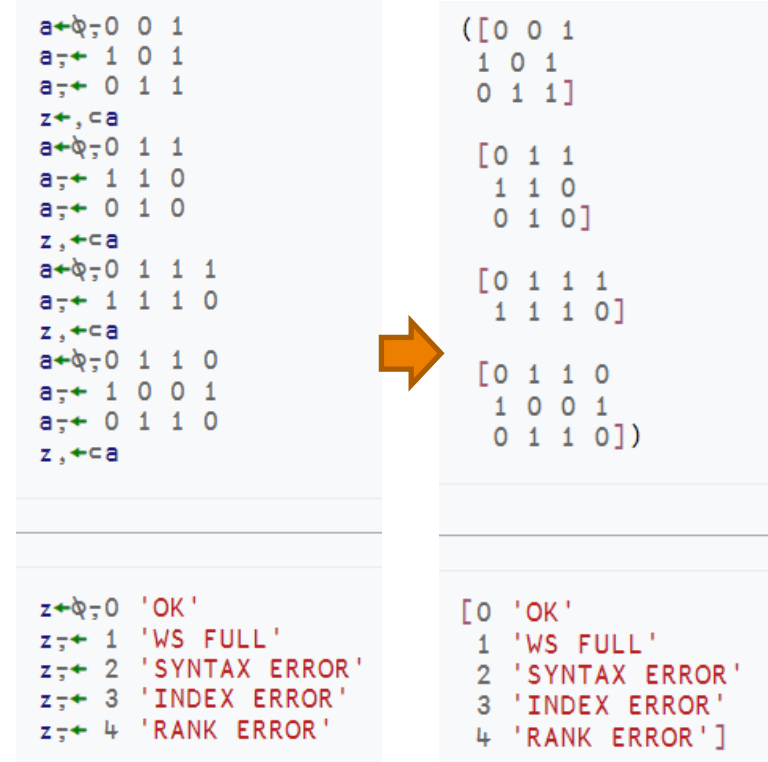 a←⍉⍪0 0 1
a⍪← 1 0 1
a⍪← 0 1 1
z←,⊂a
a←⍉⍪0 1 1
a⍪← 1 1 0
a⍪← 0 1 0
z,←⊂a
a←⍉⍪0 1 1 1
a⍪← 1 1 1 0
z,←⊂a
a←⍉⍪0 1 1 0
a⍪← 1 0 0 1
a⍪← 0 1 1 0
z,←⊂a
z←⍉⍪0 'OK'
z⍪← 1 'WS FULL'
z⍪← 2 'SYNTAX ERROR'
z⍪← 3 'INDEX ERROR'
z⍪← 4 'RANK ERROR'
([0 0 1
1 0 1
0 1 1]
[0 1 1
1 1 0
0 1 0]
[0 1 1 1
1 1 1 0]
[0 1 1 0
1 0 0 1
0 1 1 0])
[0 'OK'
1 'WS FULL'
2 'SYNTAX ERROR'
3 'INDEX ERROR'
4 'RANK ERROR']